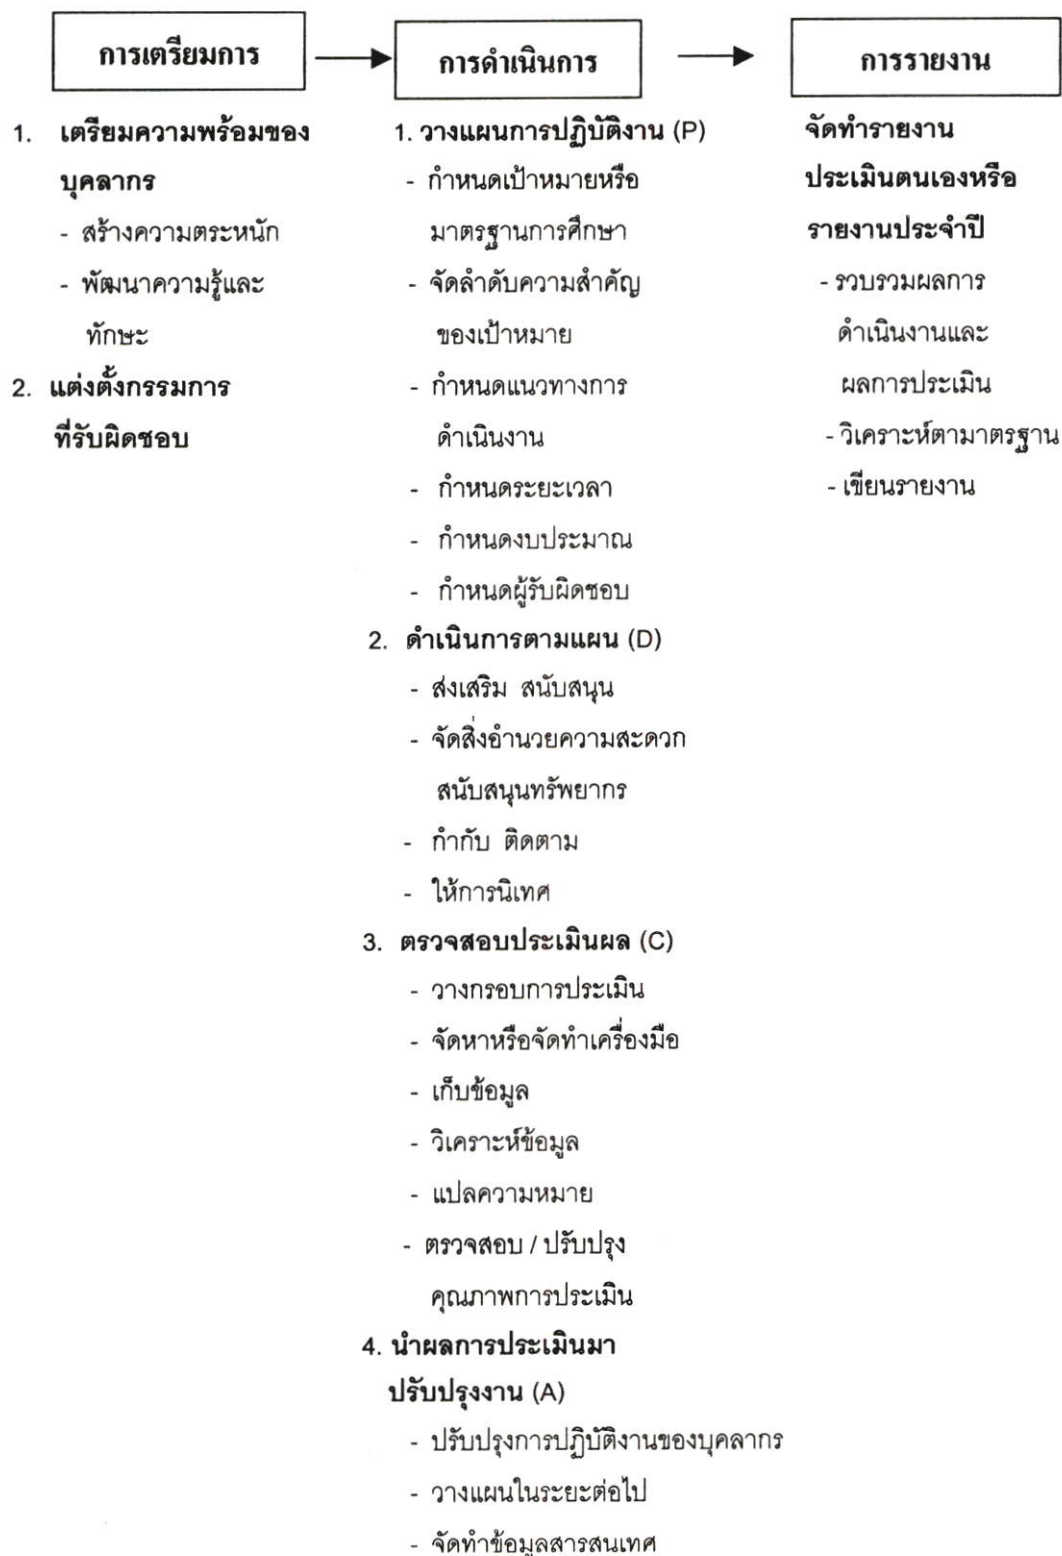 การเตรียมการ
การดำเนินการ
การรายงาน
1. เตรียมความพร้อมของ
บุคลากร
- สร้างความตระหนัก
- พัฒนาความรู้และ
ทักษะ
2. แต่งตั้งกรรมการ
ที่รับผิดชอบ
1. วางแผนการปฏิบัติงาน (P)
- กำหนดเป้าหมายหรือ
มาตรฐานการศึกษา
- จัดลำดับความสำคัญ
ของเป้าหมาย
- กำหนดแนวทางการ
ดำเนินงาน
- กำหนดระยะเวลา
- กำหนดงบประมาณ
- กำหนดผู้รับผิดชอบ
2. ดำเนินการตามแผน (D)
- ส่งเสริม สนับสนุน
- จัดสิ่งอำนวยความสะดวก
สนับสนุนทรัพยากร
- กำกับ ติดตาม
- ให้การนิเทศ
3. ตรวจสอบประเมินผล (C)
- วางกรอบการประเมิน
- จัดหาหรือจัดทำเครื่องมือ
- เก็บข้อมูล
- วิเคราะห์ข้อมูล
- แปลความหมาย
- ตรวจสอบ / ปรับปรุง
คุณภาพการประเมิน
4. นำผลการประเมินมา
ปรับปรุงงาน (A)
- ปรับปรุงการปฏิบัติงานของบุคลากร
- วางแผนในระยะต่อไป
- จัดทำข้อมูลสารสนเทศ
จัดทำรายงาน
ประเมินตนเองหรือ
รายงานประจำปี
- รวบรวมผลการ
ดำเนินงานและ
ผลการประเมิน
- วิเคราะห์ตามาตรฐาน
- เขียนรายงาน